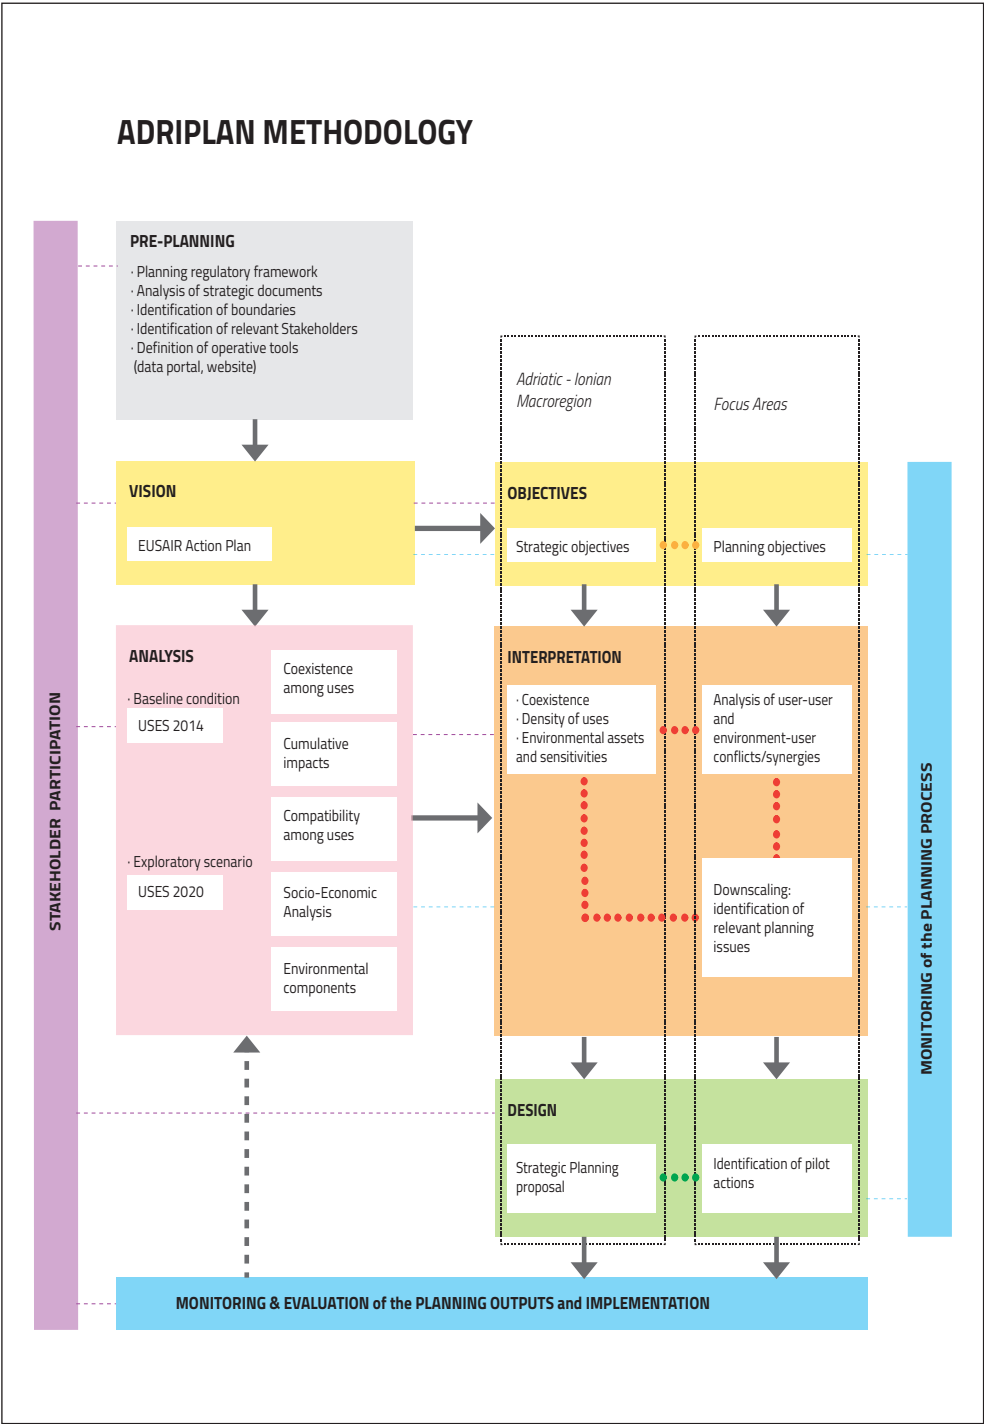 ADRIPLAN METHODOLOGY
STAKEHOLDER PARTICIPATION
PRE-PLANNING
· Planning regulatory framework
· Analysis of strategic documents
· Identification of boundaries
· Identification of relevant Stakeholders
· Definition of operative tools
(data portal, website)
Adriatic - Ionian
Macroregion
Focus Areas
VISION
EUSAIR Action Plan
OBJECTIVES
Strategic objectives
Planning objectives
ANALYSIS
· Baseline condition
USES 2014
· Exploratory scenario
USES 2020
Coexistence
among uses
Cumulative
impacts
Compatibility
among uses
Socio-Economic
Analysis
Environmental
components
INTERPRETATION
· Coexistence
· Density of uses
· Environmental assets
and sensitivities
Analysis of user-user
and
environment-user
conflicts/synergies
Downscaling:
identification of
relevant planning
issues
DESIGN
Strategic Planning
proposal
Identification of pilot
actions
MONITORING & EVALUATION of the PLANNING OUTPUTS and IMPLEMENTATION
MONITORING of the PLANNING PROCESS